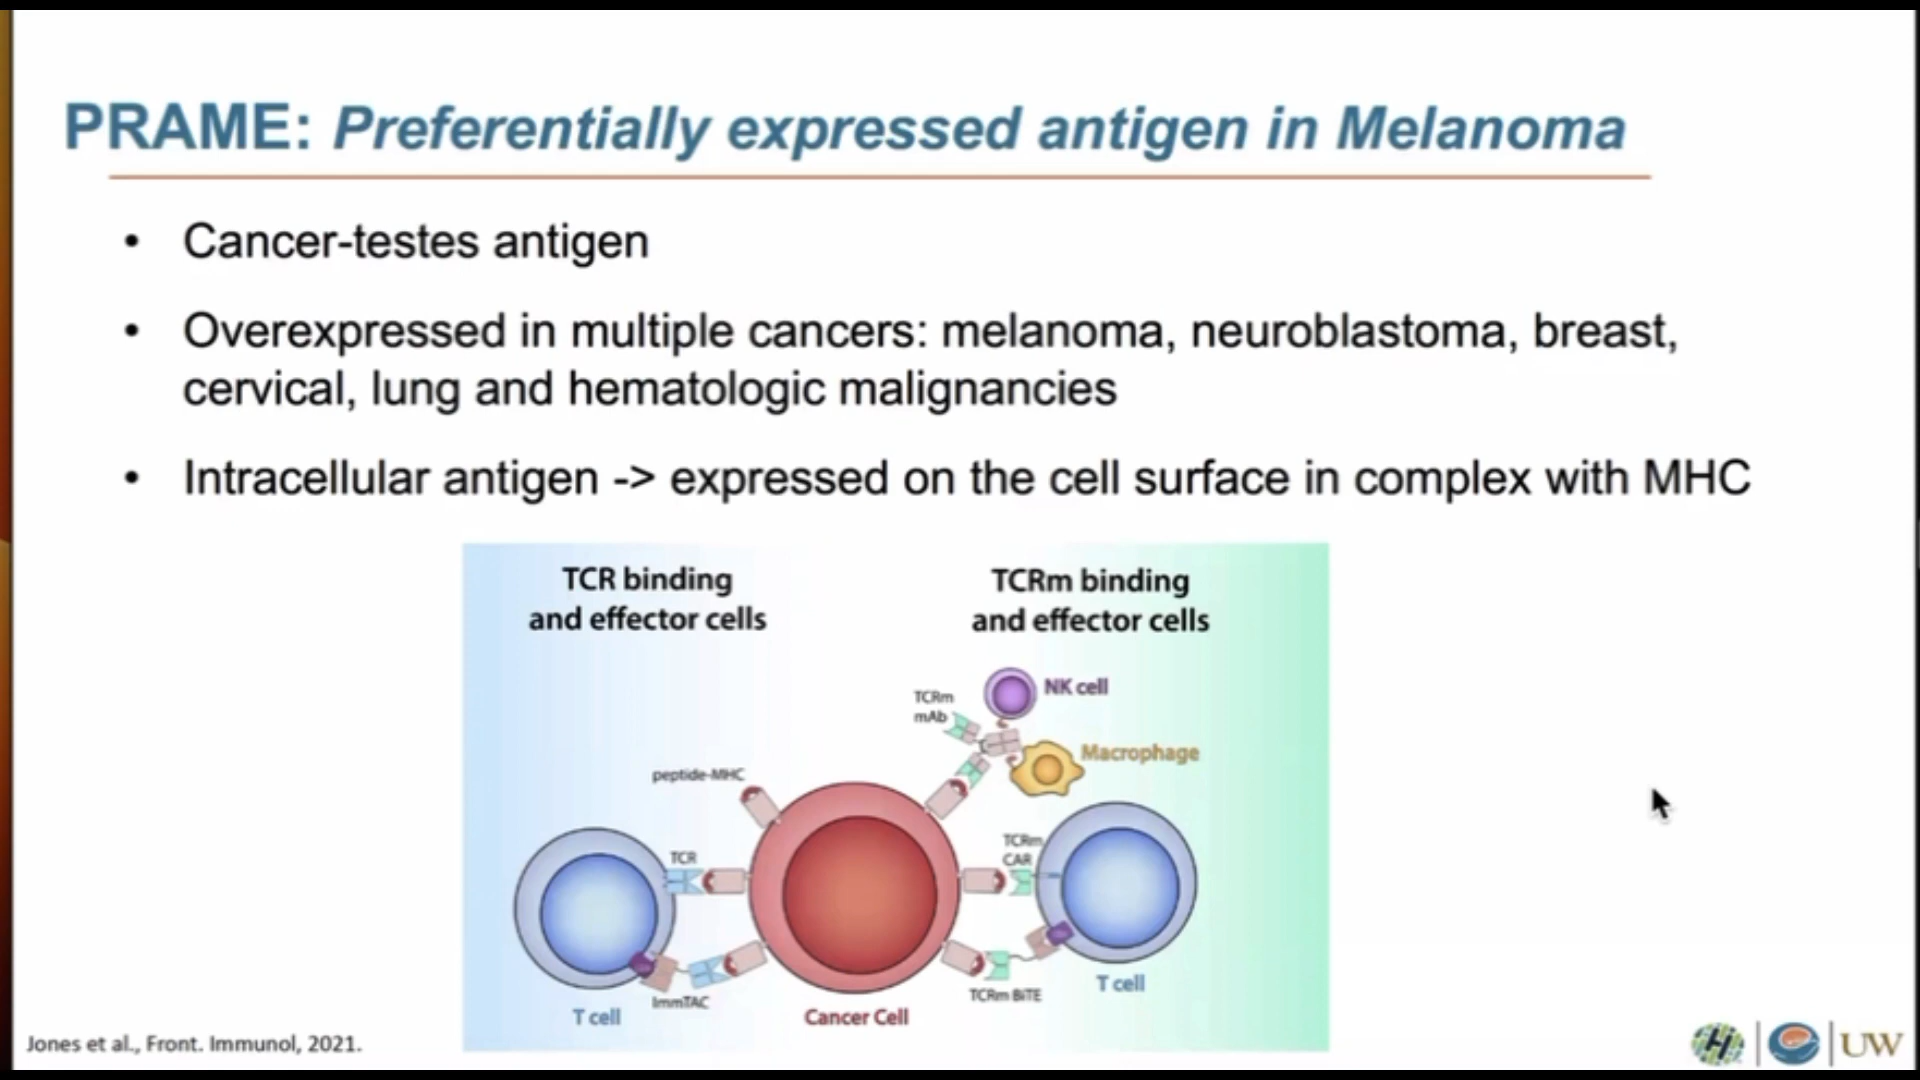 PRAME: Preferentially expressed antigen in Melanoma
• Cancer-testes antigen
• Overexpressed in multiple cancers: melanoma, neuroblastoma, breast,
cervical, lung and hematologic malignancies
• Intracellular antigen -> expressed on the cell surface in complex with MHC
TCR binding
and effector cells
TCRm binding
and effector cells
NK cell
TCRm
mAb
Macrophage
peptide-MHC
TCR
TCRm
CAR
ImmTAC
TCRm BiTE
T cell
T cell
Cancer Cell
Jones et al., Front. Immunol, 2021.
H
UW